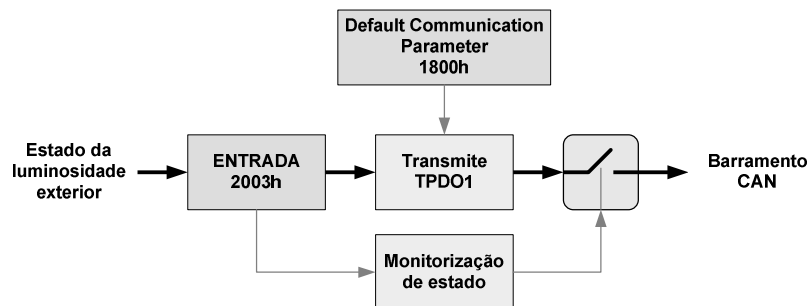 Default Communication
Parameter
1800h
Estado da
luminosidade
exterior
ENTRADA
2003h
Transmite
TPDO1
Barramento
CAN
Monitorização
de estado